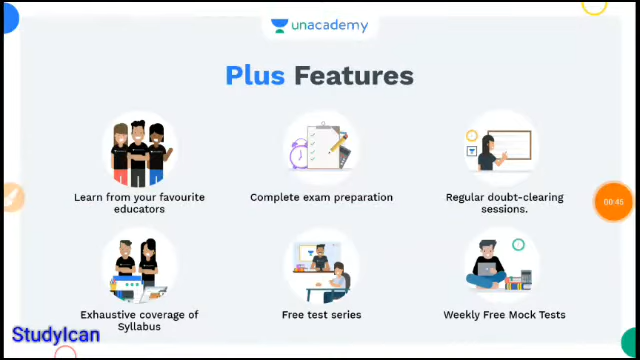 unacademy
Plus Features
Learn from your favourite
educators
Complete exam preparation
Regular doubt-clearing
sessions.
00:45
Exhaustive coverage of
Syllabus
Free test series
Weekly Free Mock Tests
StudyIcan